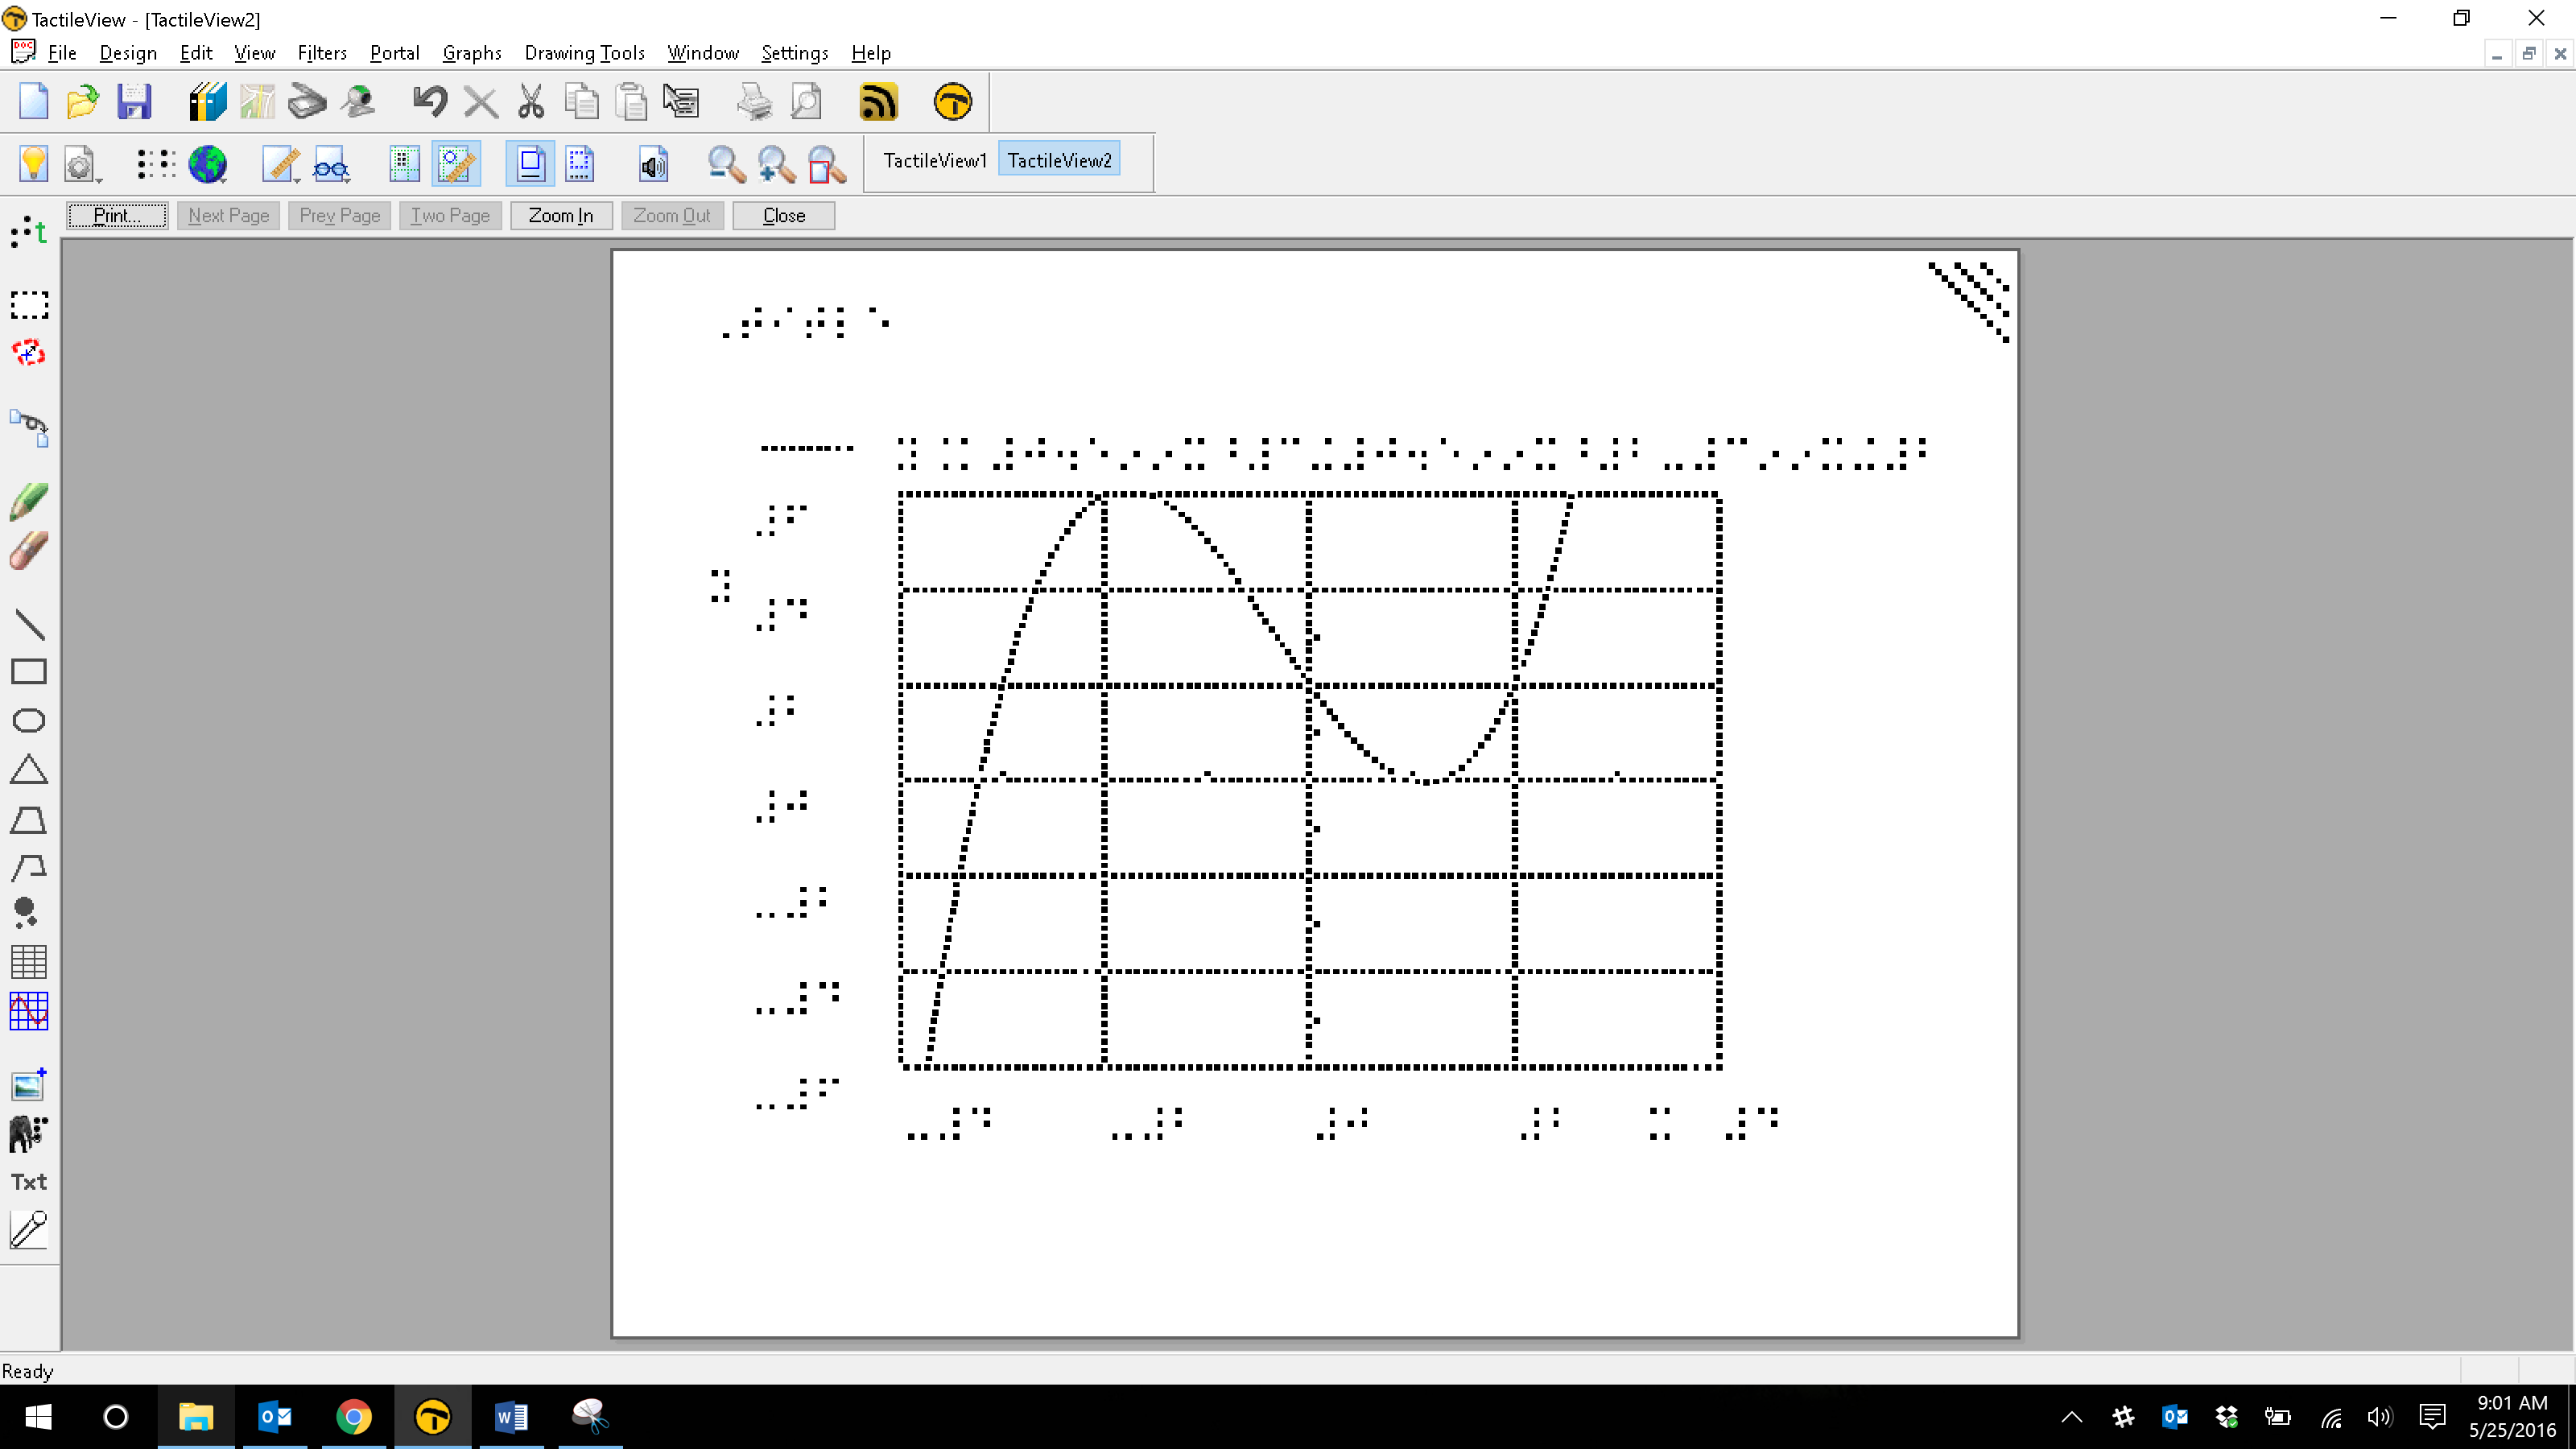 TactileView - [TactileView2]
File Design Edit View Filters Portal Graphs Drawing Tools Window Settings Help
TactileView1 TactileView2
Print... Next Page Prev Page Two Page Zoom In Zoom Out Close
⠠⠞⠊⠞⠇⠑
⠼⠋
⠽
⠼⠙
⠼⠃
⠼⠚
⠤⠼⠃
⠤⠼⠙
⠤⠼⠋
⠤⠼⠙ ⠤⠼⠃ ⠼⠚ ⠼⠃ ⠭ ⠼⠙
Txt
Ready
9:01 AM
5/25/2016